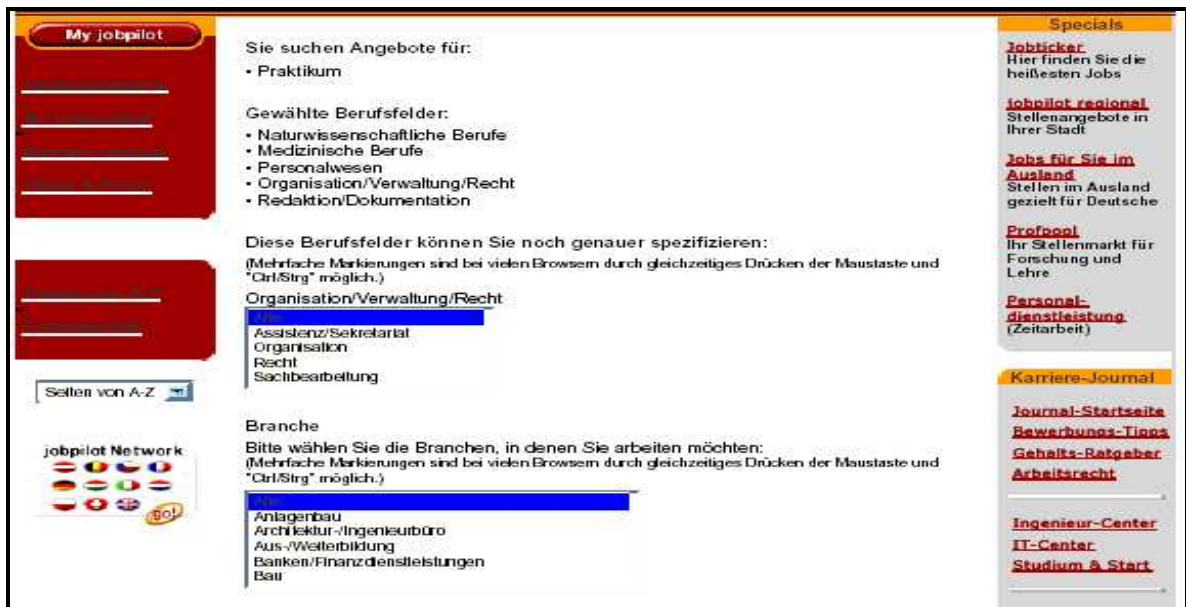 My jobpilot
Seiten von A-Z
jobpilot Network
GO!
Sie suchen Angebote für:
• Praktikum
Gewählte Berufsfelder:
• Naturwissenschaftliche Berufe
• Medizinische Berufe
• Personalwesen
• Organisation/Verwaltung/Recht
• Redaktion/Dokumentation
Diese Berufsfelder können Sie noch genauer spezifizieren:
(Mehrfache Markierungen sind bei vielen Browsern durch gleichzeitiges Drücken der Maustaste und
"Ctrl/Strg" möglich.)
Organisation/Verwaltung/Recht
Alle
Assistenz/Sekretariat
Organisation
Recht
Sachbearbeitung
Branche
Bitte wählen Sie die Branchen, in denen Sie arbeiten möchten:
(Mehrfache Markierungen sind bei vielen Browsern durch gleichzeitiges Drücken der Maustaste und
"Ctrl/Strg" möglich.)
Alle
Anlagenbau
Architektur-/Ingenieurbüro
Aus-/Weiterbildung
Banken/Finanzdienstleistungen
Bau
Specials
Jobticker
Hier finden Sie die
heißesten Jobs
jobpilot regional
Stellenangebote in
Ihrer Stadt
Jobs für Sie im
Ausland
Stellen im Ausland
gezielt für Deutsche
Profpool
Ihr Stellenmarkt für
Forschung und
Lehre
Personal-
dienstleistung
(Zeitarbeit)
Karriere-Journal
Journal-Startseite
Bewerbungs-Tipps
Gehalts-Ratgeber
Arbeitsrecht
Ingenieur-Center
IT-Center
Studium & Start